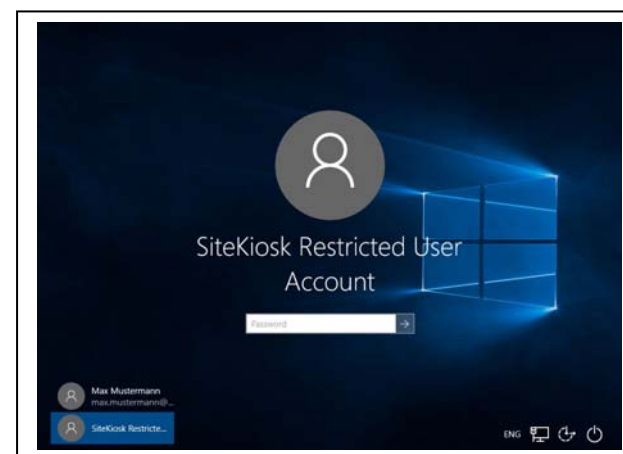 SiteKiosk Restricted User
Account
Password
Max Mustermann
max.mustermann@...
SiteKiosk Restricte...
ENG